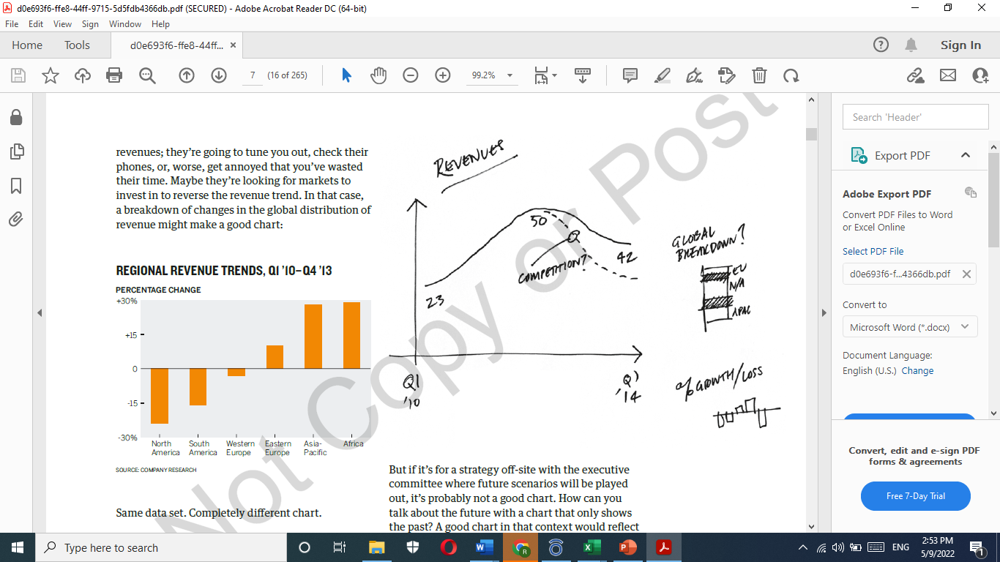 d0e693f6-ffe8-44ff-9715-5d5fdb4366db.pdf (SECURED) - Adobe Acrobat Reader DC (64-bit)
File Edit View Sign Window Help
Home Tools d0e693f6-ffe8-44ff... ×
Sign In
7 (16 of 265)
99.2%
revenues; they’re going to tune you out, check their
phones, or, worse, get annoyed that you’ve wasted
their time. Maybe they’re looking for markets to
invest in to reverse the revenue trend. In that case,
a breakdown of changes in the global distribution of
revenue might make a good chart:
REGIONAL REVENUE TRENDS, Q1 ’10–Q4 ’13
PERCENTAGE CHANGE
+30%
+15
0
-15
-30%
North America
South America
Western Europe
Eastern Europe
Asia-Pacific
Africa
SOURCE: COMPANY RESEARCH
Same data set. Completely different chart.
REVENUES
50
Q
COMPETITION?
42
23
Q1
'10
Q1
'14
GLOBAL
BREAKDOWN?
EU
N/A
APAC
% GROWTH/LOSS
But if it’s for a strategy off-site with the executive
committee where future scenarios will be played
out, it’s probably not a good chart. How can you
talk about the future with a chart that only shows
the past? A good chart in that context would reflect
Not Copy or Post
Search 'Header'
Export PDF
Adobe Export PDF
Convert PDF Files to Word
or Excel Online
Select PDF File
d0e693f6-f...4366db.pdf
Convert to
Microsoft Word (*.docx)
Document Language:
English (U.S.) Change
Convert, edit and e-sign PDF
forms & agreements
Free 7-Day Trial
Type here to search
R
ENG
2:53 PM
5/9/2022
1